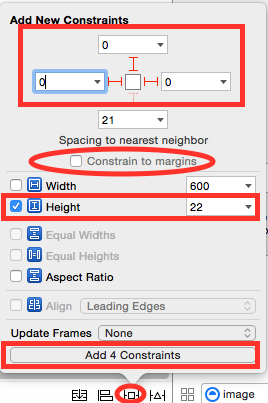 Add New Constraints
0
0 0
21
Spacing to nearest neighbor
Constrain to margins
Width 600
Height 22
Equal Widths
Equal Heights
Aspect Ratio
Align Leading Edges
Update Frames None
Add 4 Constraints
image